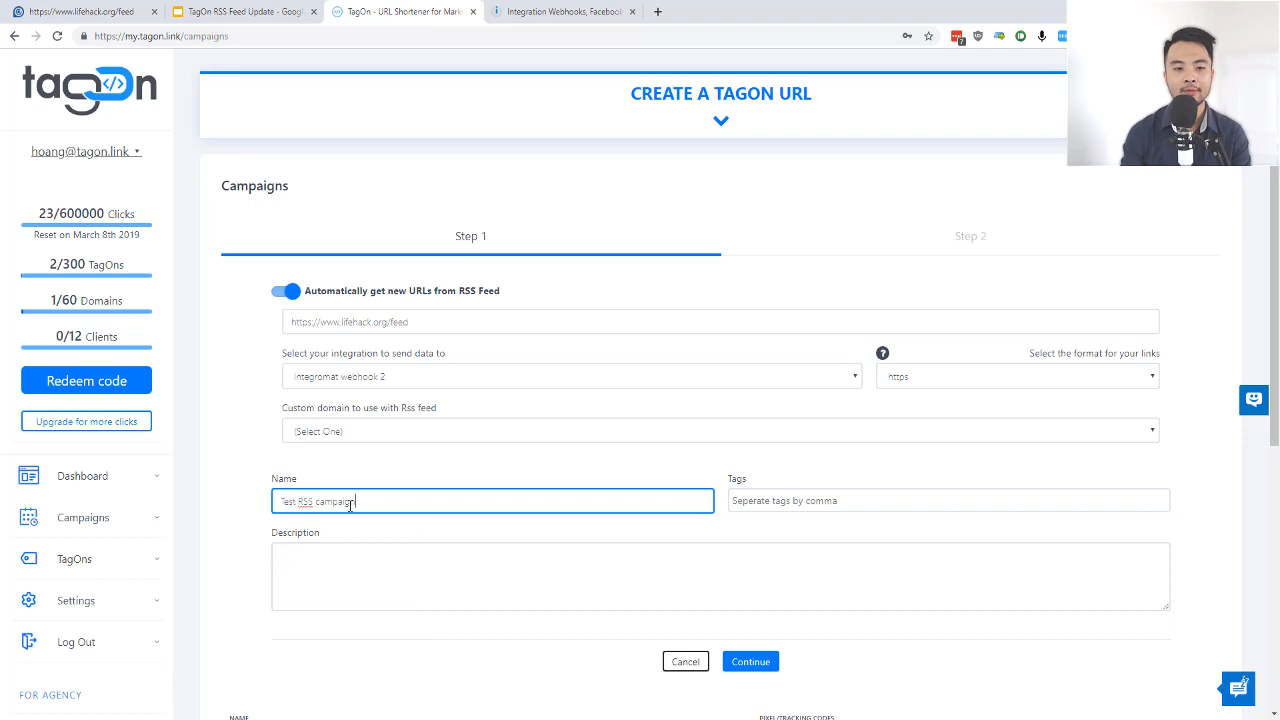 https://www.lifehack.org/feed
TagOn RSS Feed Update - Googl
TagOn - URL Shortener for Mark
Integration Webhooks, Facebook
https://my.tagon.link/campaigns
tagOn
hoang@tagon.link
23/600000 Clicks
Reset on March 8th 2019
2/300 TagOns
1/60 Domains
0/12 Clients
Redeem code
Upgrade for more clicks
Dashboard
Campaigns
TagOns
Settings
Log Out
FOR AGENCY
CREATE A TAGON URL
Campaigns
Step 1
Step 2
Automatically get new URLs from RSS Feed
https://www.lifehack.org/feed
Select your integration to send data to
? Select the format for your links
Integromat webhook 2
https
Custom domain to use with Rss feed
(Select One)
Name
Tags
Test RSS campaign
Seperate tags by comma
Description
Cancel
Continue
NAME
PIXEL/TRACKING CODES